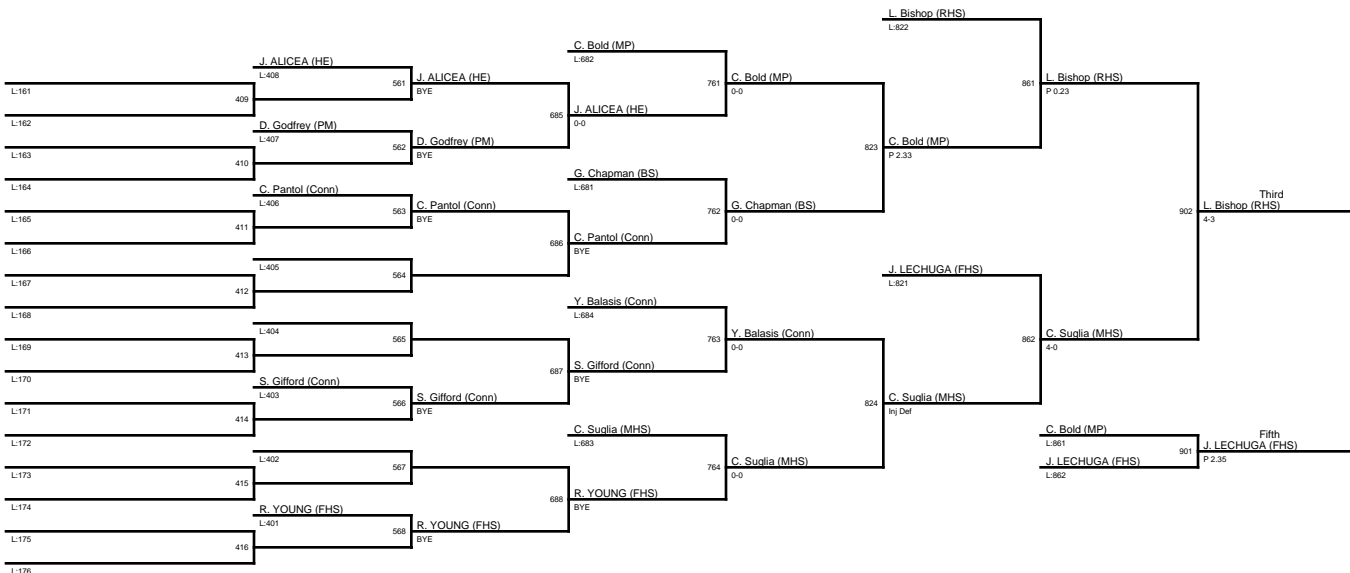 L. Bishop (RHS)
L:822
C. Bold (MP)
L:682
J. ALICEA (HE)
L:408
561
J. ALICEA (HE)
BYE
761
C. Bold (MP)
0-0
861
L. Bishop (RHS)
P 0.23
L:161
409
685
J. ALICEA (HE)
0-0
L:162
D. Godfrey (PM)
L:407
562
D. Godfrey (PM)
BYE
823
C. Bold (MP)
P 2.33
L:163
410
L:164
G. Chapman (BS)
L:681
C. Pantol (Conn)
L:406
563
C. Pantol (Conn)
BYE
762
G. Chapman (BS)
0-0
902
Third
L. Bishop (RHS)
4-3
L:165
411
686
C. Pantol (Conn)
BYE
L:166
L:405
564
J. LECHUGA (FHS)
L:821
L:167
412
L:168
Y. Balasis (Conn)
L:684
L:404
565
763
Y. Balasis (Conn)
0-0
862
C. Suglia (MHS)
4-0
L:169
413
687
S. Gifford (Conn)
BYE
L:170
S. Gifford (Conn)
L:403
566
S. Gifford (Conn)
BYE
824
C. Suglia (MHS)
Inj Def
L:171
414
L:172
C. Suglia (MHS)
L:683
C. Bold (MP)
L:861
901
Fifth
J. LECHUGA (FHS)
P 2.35
L:402
567
764
C. Suglia (MHS)
0-0
J. LECHUGA (FHS)
L:862
L:173
415
688
R. YOUNG (FHS)
BYE
L:174
R. YOUNG (FHS)
L:401
568
R. YOUNG (FHS)
BYE
L:175
416
L:176